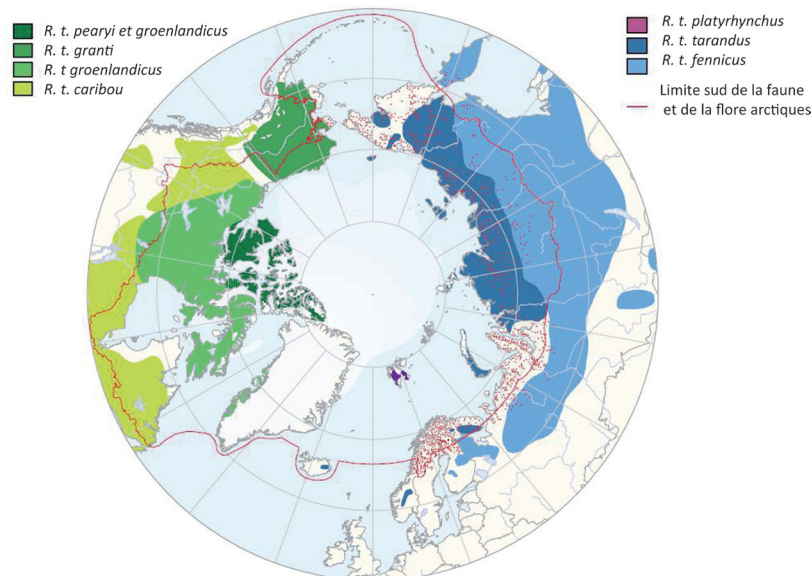 R. t. pearyi et groenlandicus
R. t. granti
R. t groenlandicus
R. t. caribou
R. t. platyrhynchus
R. t. tarandus
R. t. fennicus
Limite sud de la faune
et de la flore arctiques